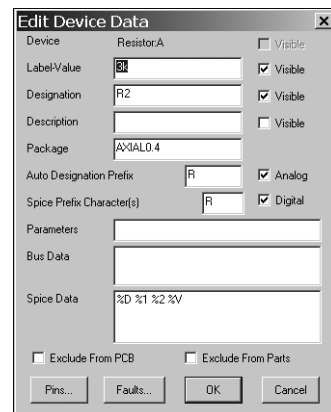 Edit Device Data
Device Resistor:A Visible
Label-Value 3k Visible
Designation R2 Visible
Description Visible
Package AXIAL0.4
Auto Designation Prefix R Analog
Spice Prefix Character(s) R Digital
Parameters
Bus Data
Spice Data %D %1 %2 %V
Exclude From PCB Exclude From Parts
Pins... Faults... OK Cancel